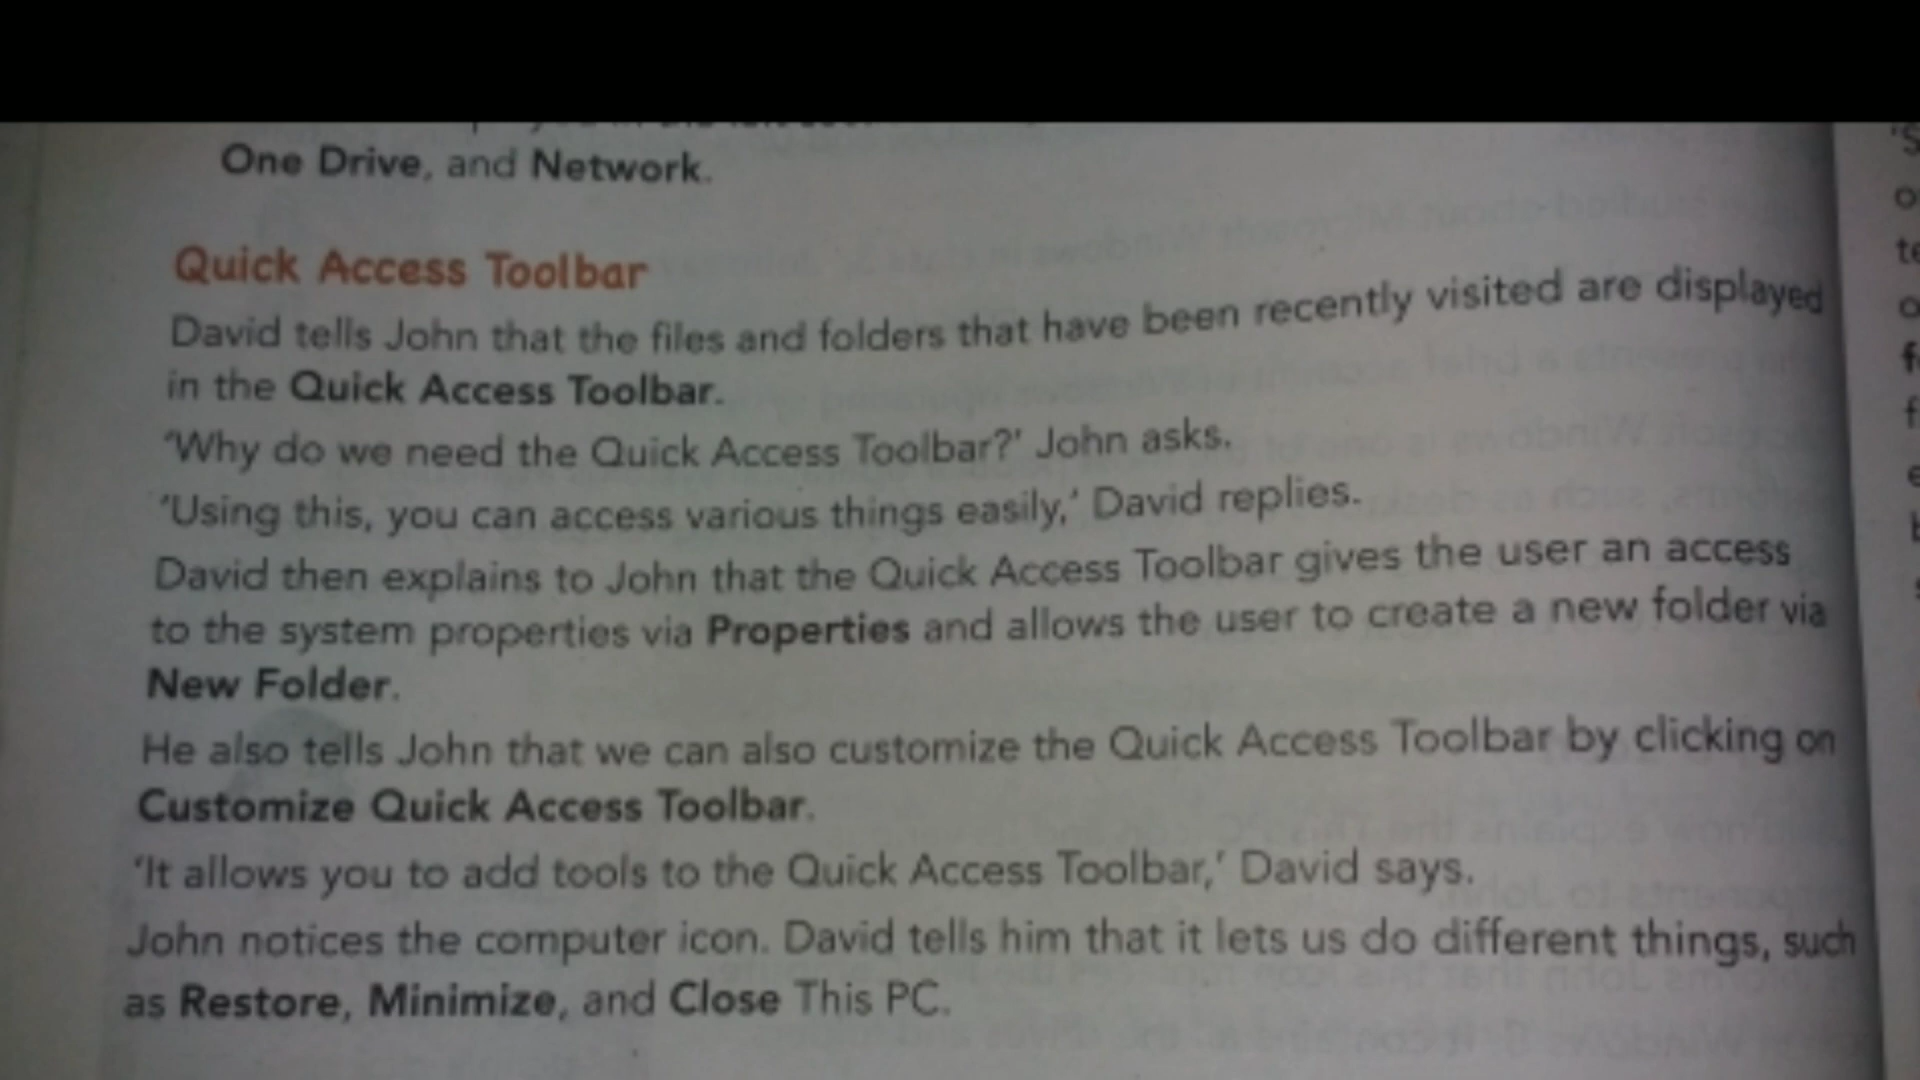 One Drive, and Network.
Quick Access Toolbar
David tells John that the files and folders that have been recently visited are displayed
in the Quick Access Toolbar.
‘Why do we need the Quick Access Toolbar?’ John asks.
‘Using this, you can access various things easily,’ David replies.
David then explains to John that the Quick Access Toolbar gives the user an access
to the system properties via Properties and allows the user to create a new folder via
New Folder.
He also tells John that we can also customize the Quick Access Toolbar by clicking on
Customize Quick Access Toolbar.
‘It allows you to add tools to the Quick Access Toolbar,’ David says.
John notices the computer icon. David tells him that it lets us do different things, such
as Restore, Minimize, and Close This PC.